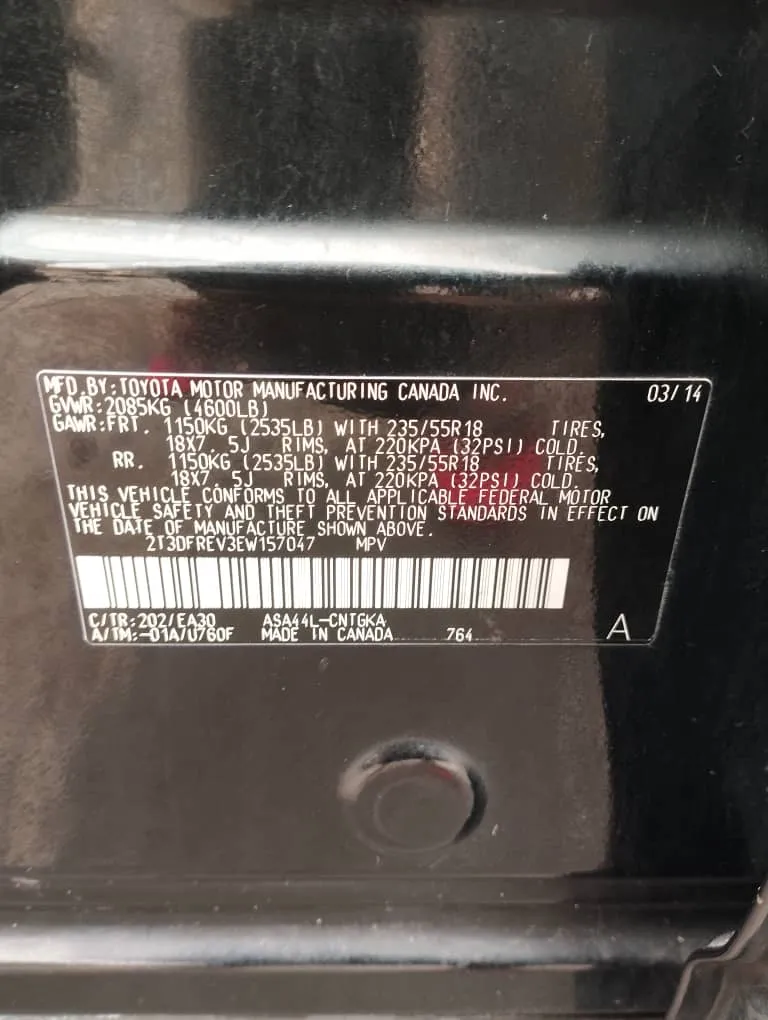 MFD. BY: TOYOTA MOTOR MANUFACTURING CANADA INC. 03/14
GVWR: 2085KG (4600LB)
GAWR: FRT. 1150KG (2535LB) WITH 235/55R18 TIRES,
18X7. 5J RIMS, AT 220KPA (32PSI) COLD.
RR. 1150KG (2535LB) WITH 235/55R18 TIRES,
18X7. 5J RIMS, AT 220KPA (32PSI) COLD.
THIS VEHICLE CONFORMS TO ALL APPLICABLE FEDERAL MOTOR
VEHICLE SAFETY AND THEFT PREVENTION STANDARDS IN EFFECT ON
THE DATE OF MANUFACTURE SHOWN ABOVE.
2T3DFREV3EW157047 MPV
C/TR: 202/EA30 ASA44L-CNTGKA
A/TM: -01A/U760F MADE IN CANADA 764 A